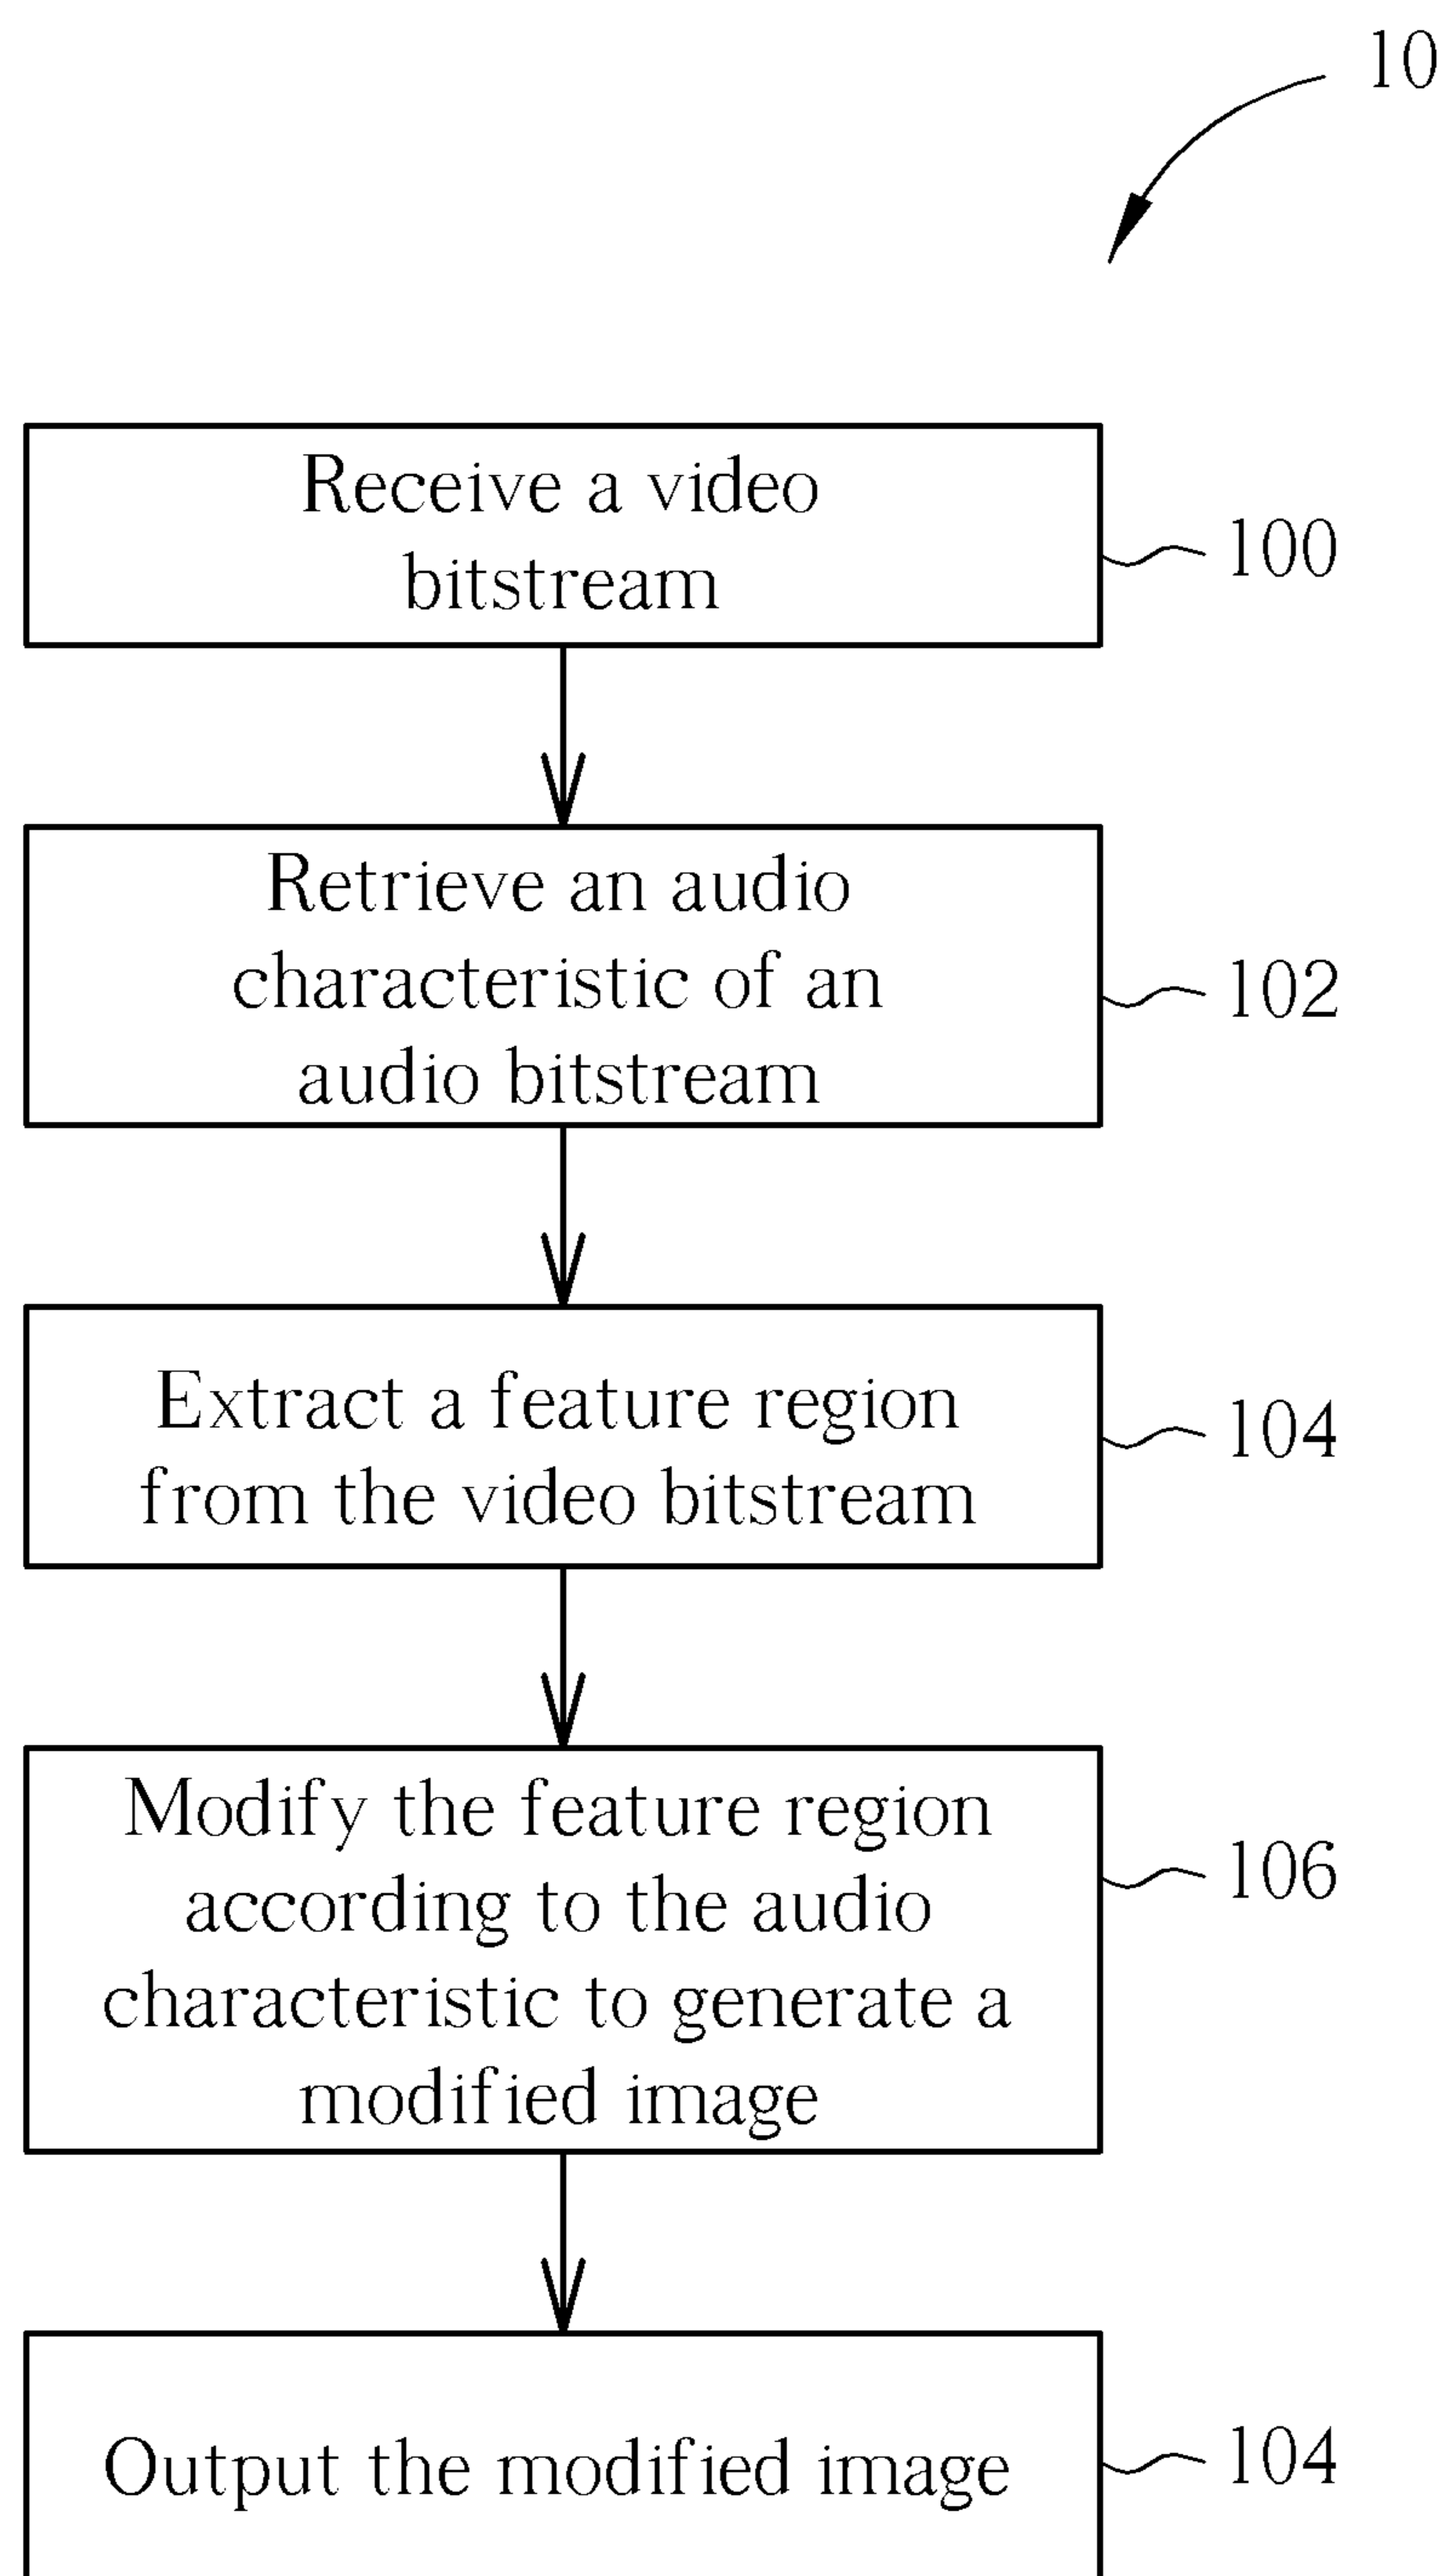 10
Receive a video
bitstream
100
Retrieve an audio
characteristic of an
audio bitstream
102
Extract a feature region
from the video bitstream
104
Modify the feature region
according to the audio
characteristic to generate a
modified image
106
Output the modified image
104